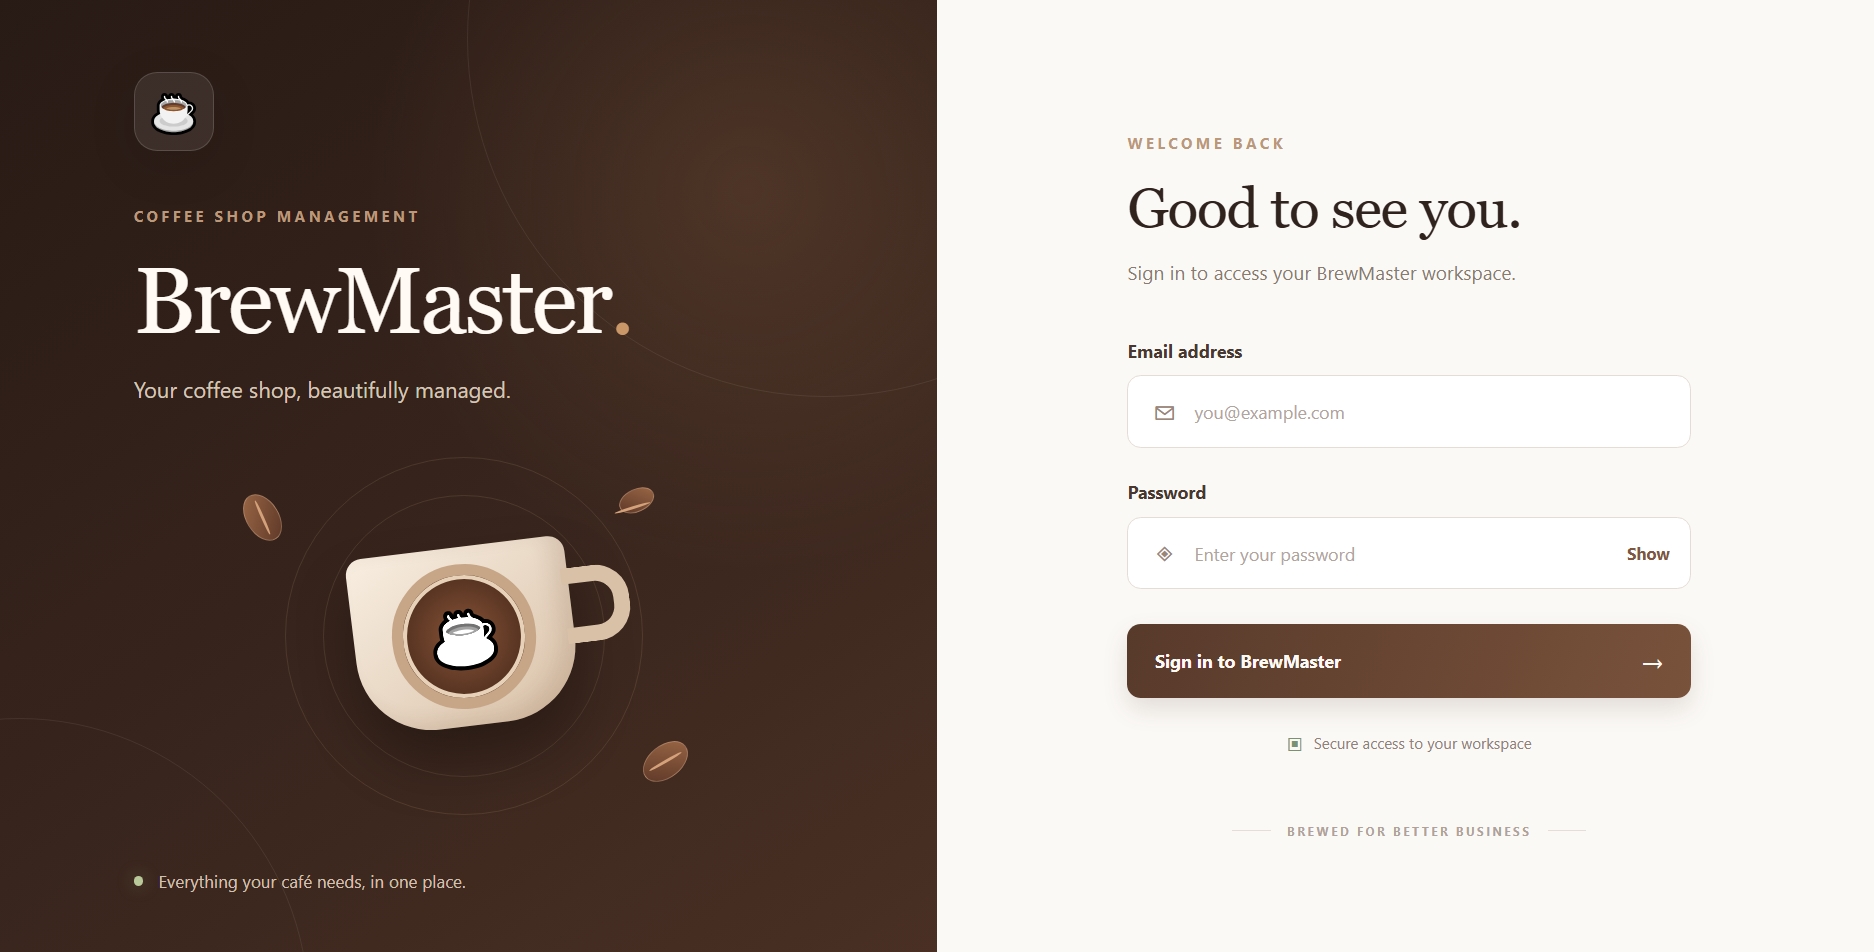 COFFEE SHOP MANAGEMENT
BrewMaster.
Your coffee shop, beautifully managed.
Everything your café needs, in one place.
WELCOME BACK
Good to see you.
Sign in to access your BrewMaster workspace.
Email address
you@example.com
Password
Enter your password
Show
Sign in to BrewMaster →
Secure access to your workspace
BREWED FOR BETTER BUSINESS